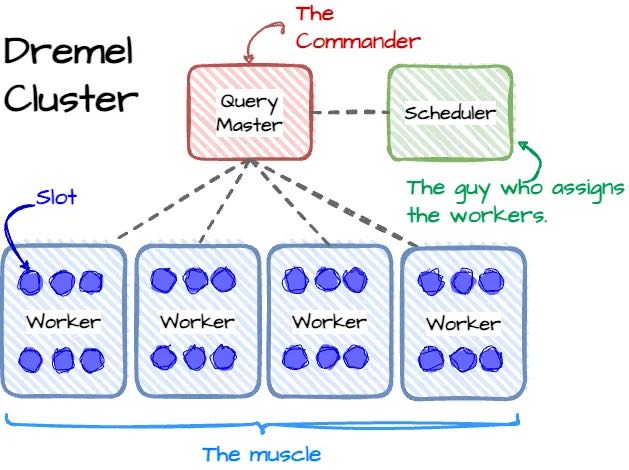 Dremel
Cluster
The
Commander
Query
Master
Scheduler
The guy who assigns
the workers.
Slot
Worker
Worker
Worker
Worker
The muscle